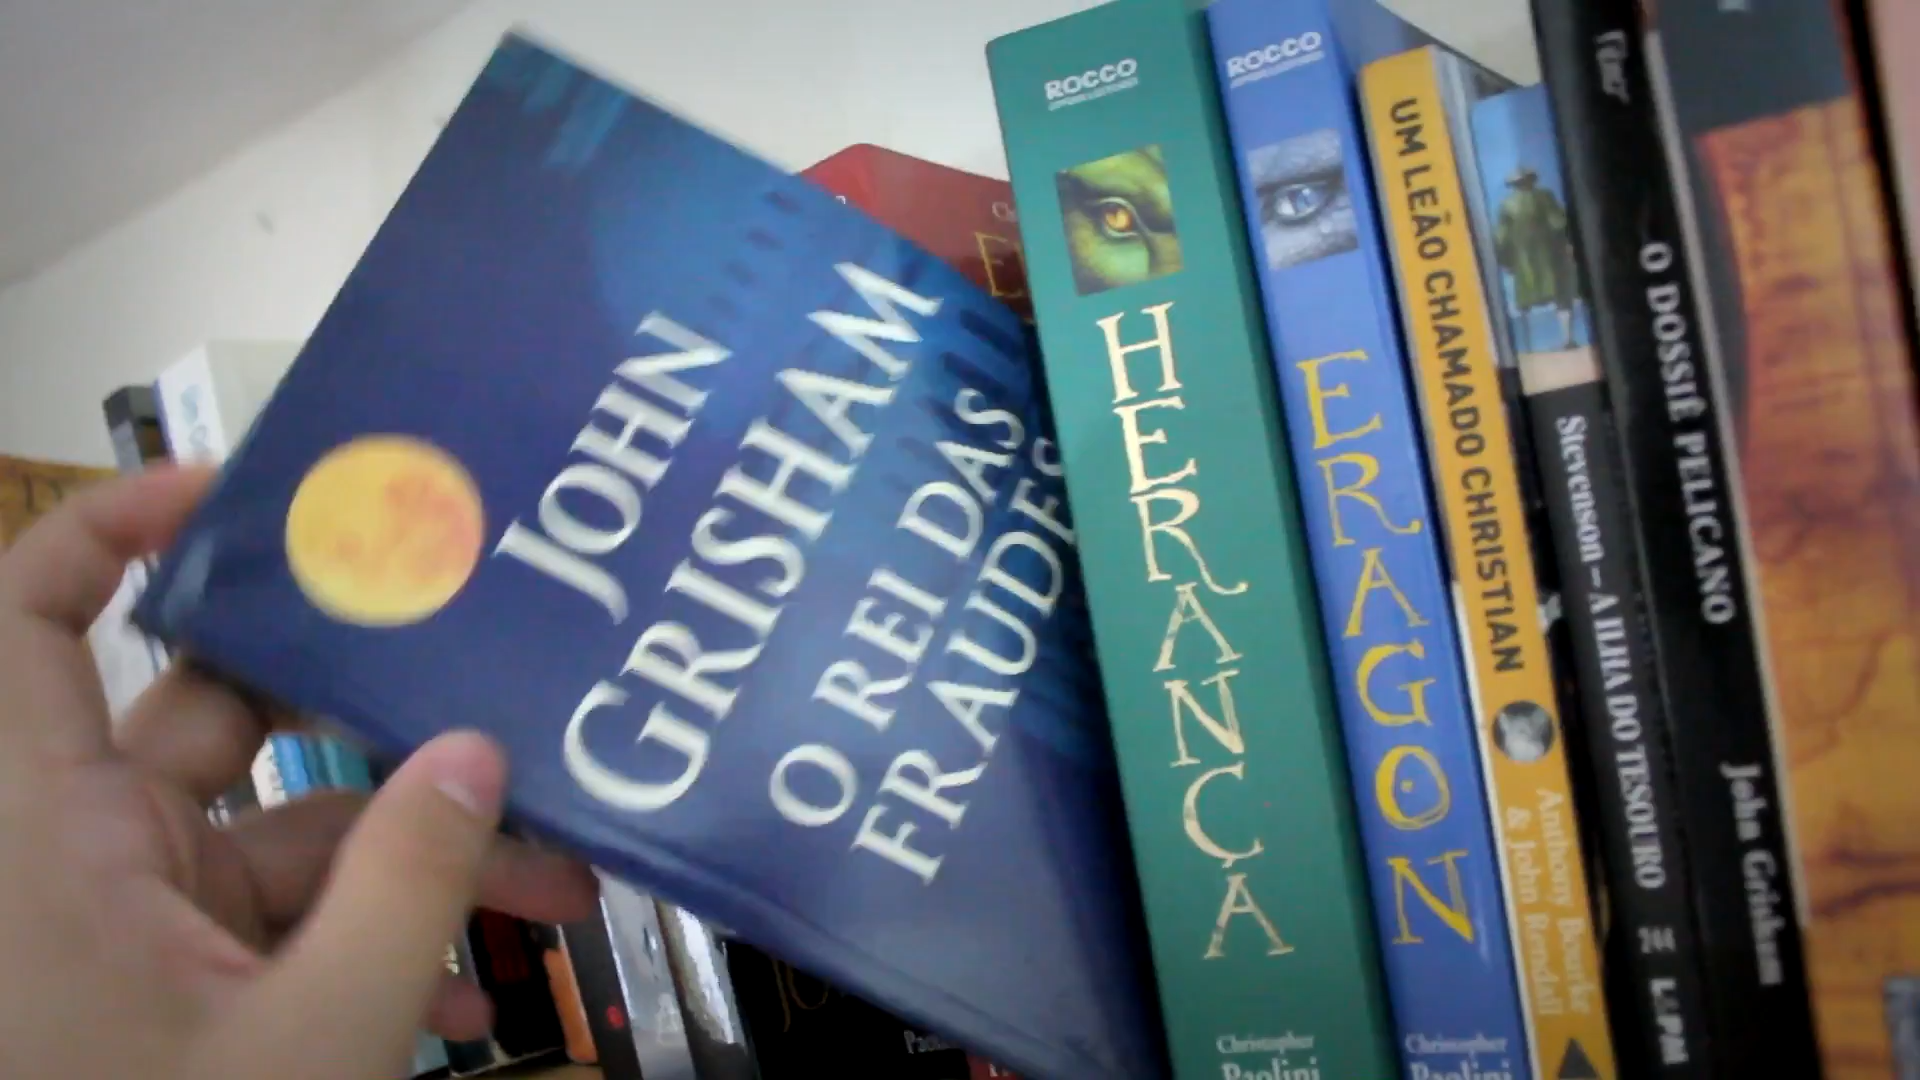 JOHN
GRISHAM
O REI DAS
FRAUDES
ROCCO
HERANÇA
Christopher
Paolini
ROCCO
ERAGON
Christopher
Paolini
UM LEÃO CHAMADO CHRISTIAN
Anthony Bourke
& John Rendall
Stevenson – A ILHA DO TESOURO
244
L&PM
O DOSSIÊ PELICANO
John Grisham